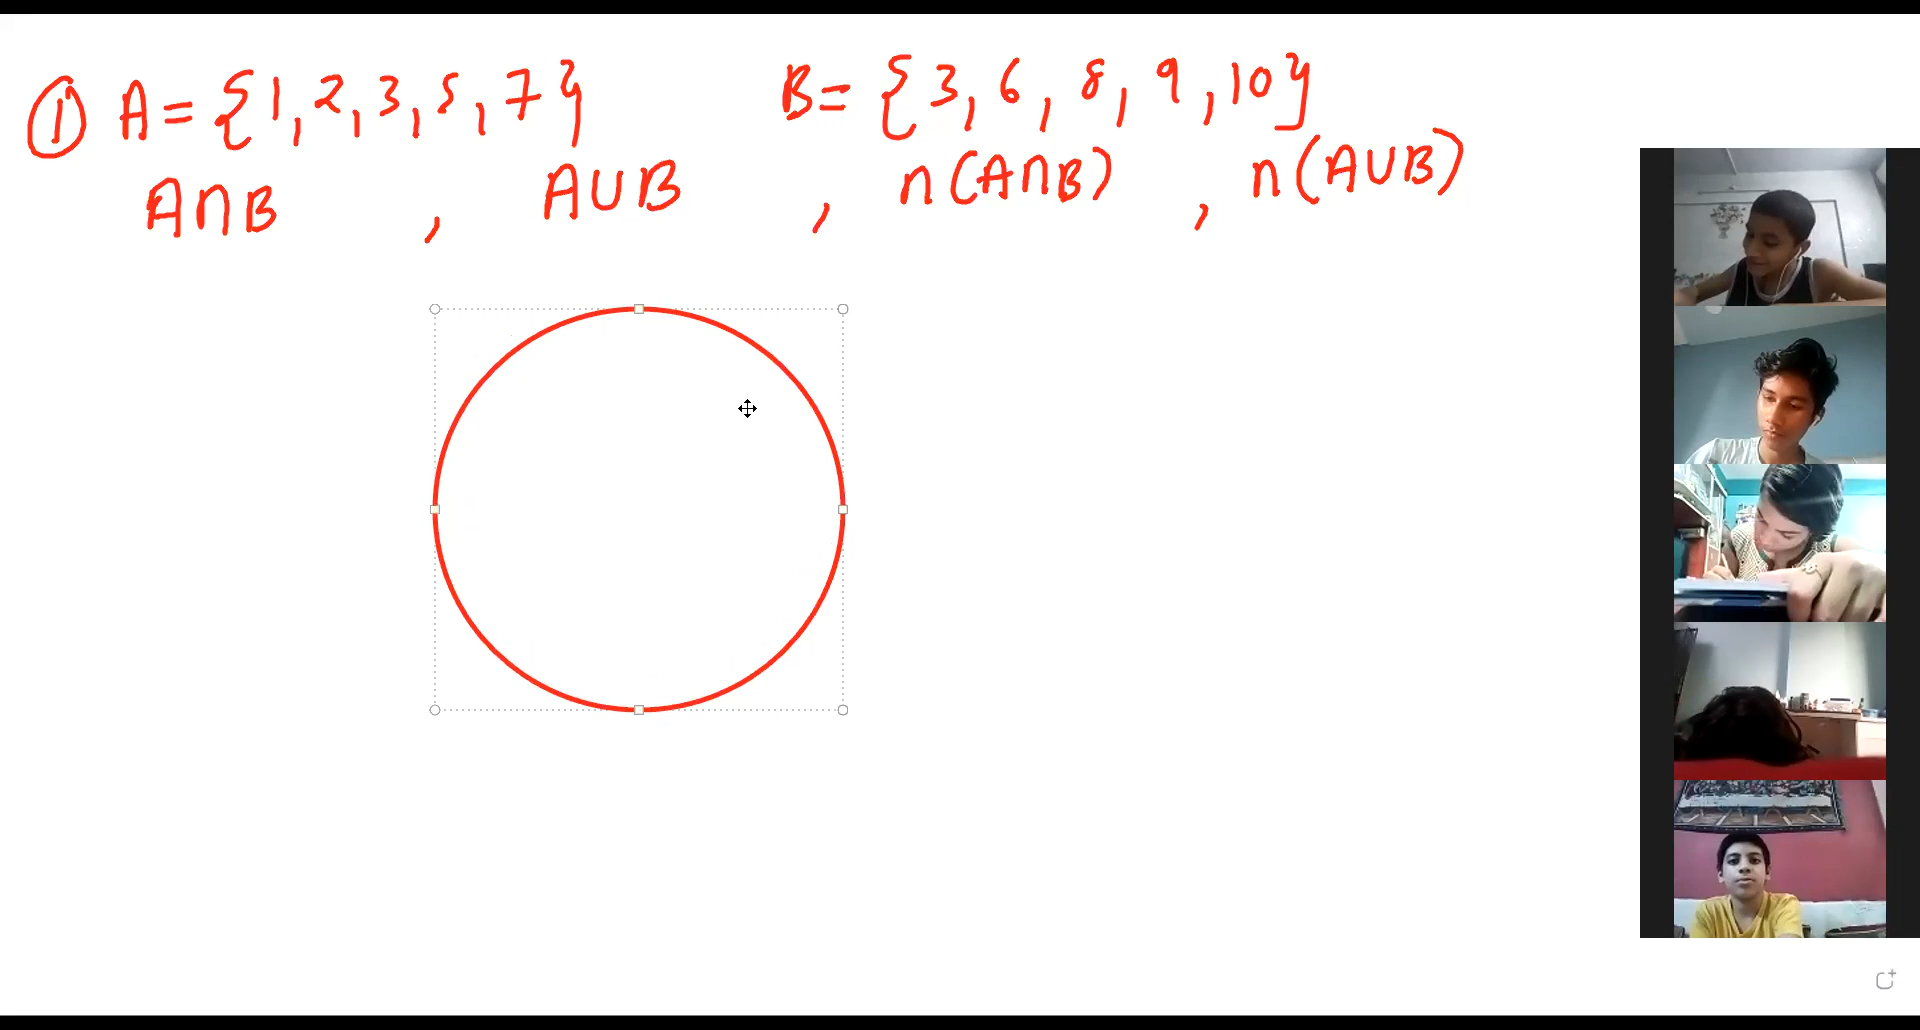 ① A = {1, 2, 3, 5, 7} B = {3, 6, 8, 9, 10}
A∩B , A∪B , n(A∩B) , n(A∪B)